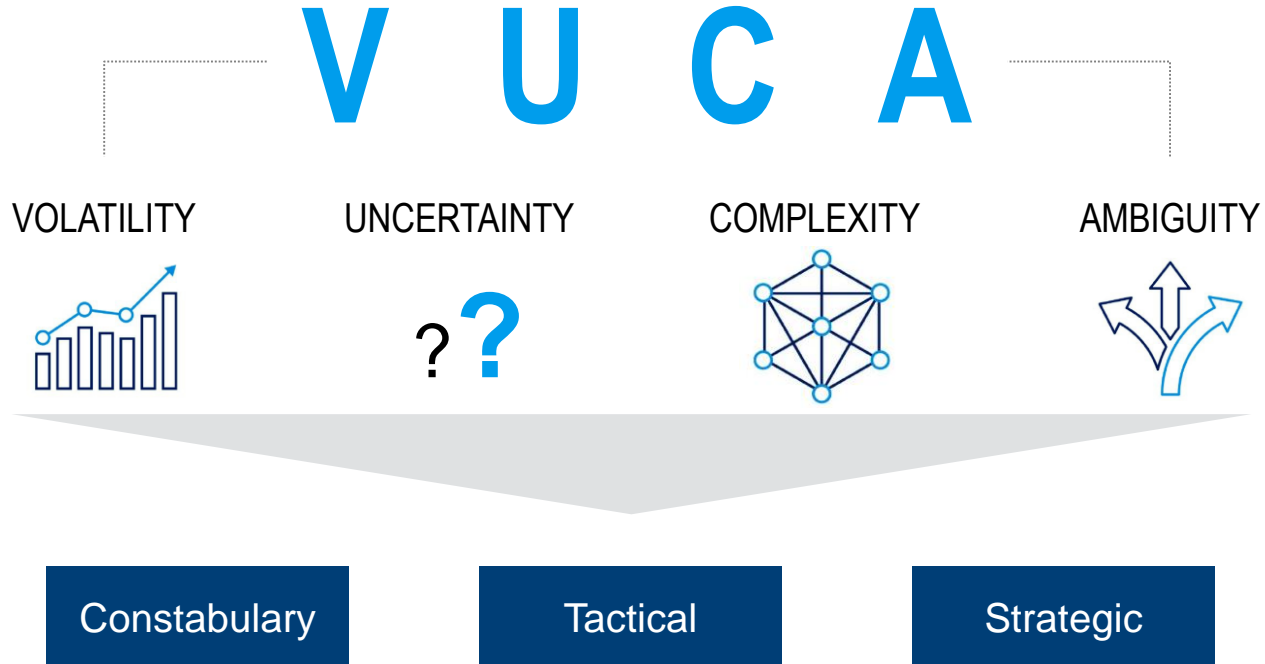 V U C A
VOLATILITY UNCERTAINTY COMPLEXITY AMBIGUITY
? ?
Constabulary Tactical Strategic